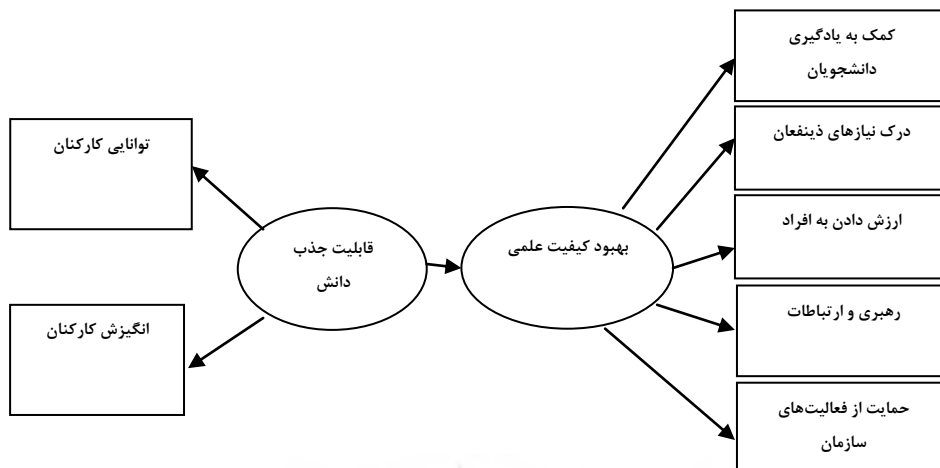 کمک به یادگیری
دانشجویان
توانایی کارکنان
درک نیازهای ذینفعان
ارزش دادن به افراد
بهبود کیفیت علمی
قابلیت جذب
دانش
رهبری و ارتباطات
انگیزش کارکنان
حمایت از فعالیت‌های
سازمان